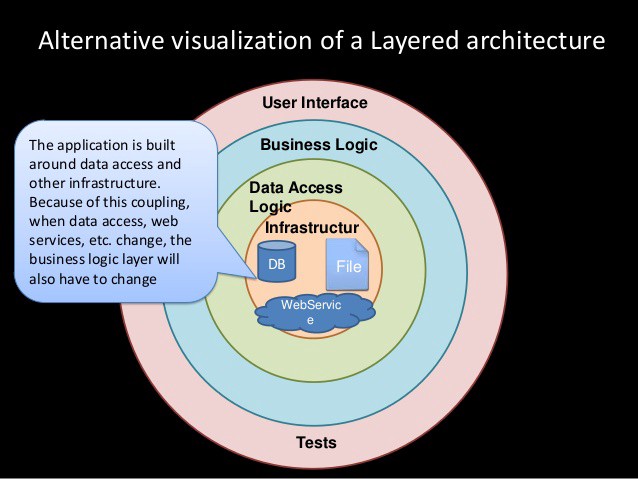 Alternative visualization of a Layered architecture
User Interface
Business Logic
The application is built
around data access and
other infrastructure.
Because of this coupling,
when data access, web
services, etc. change, the
business logic layer will
also have to change
Data Access
Logic
Infrastructur
DB
File
WebServic
e
Tests